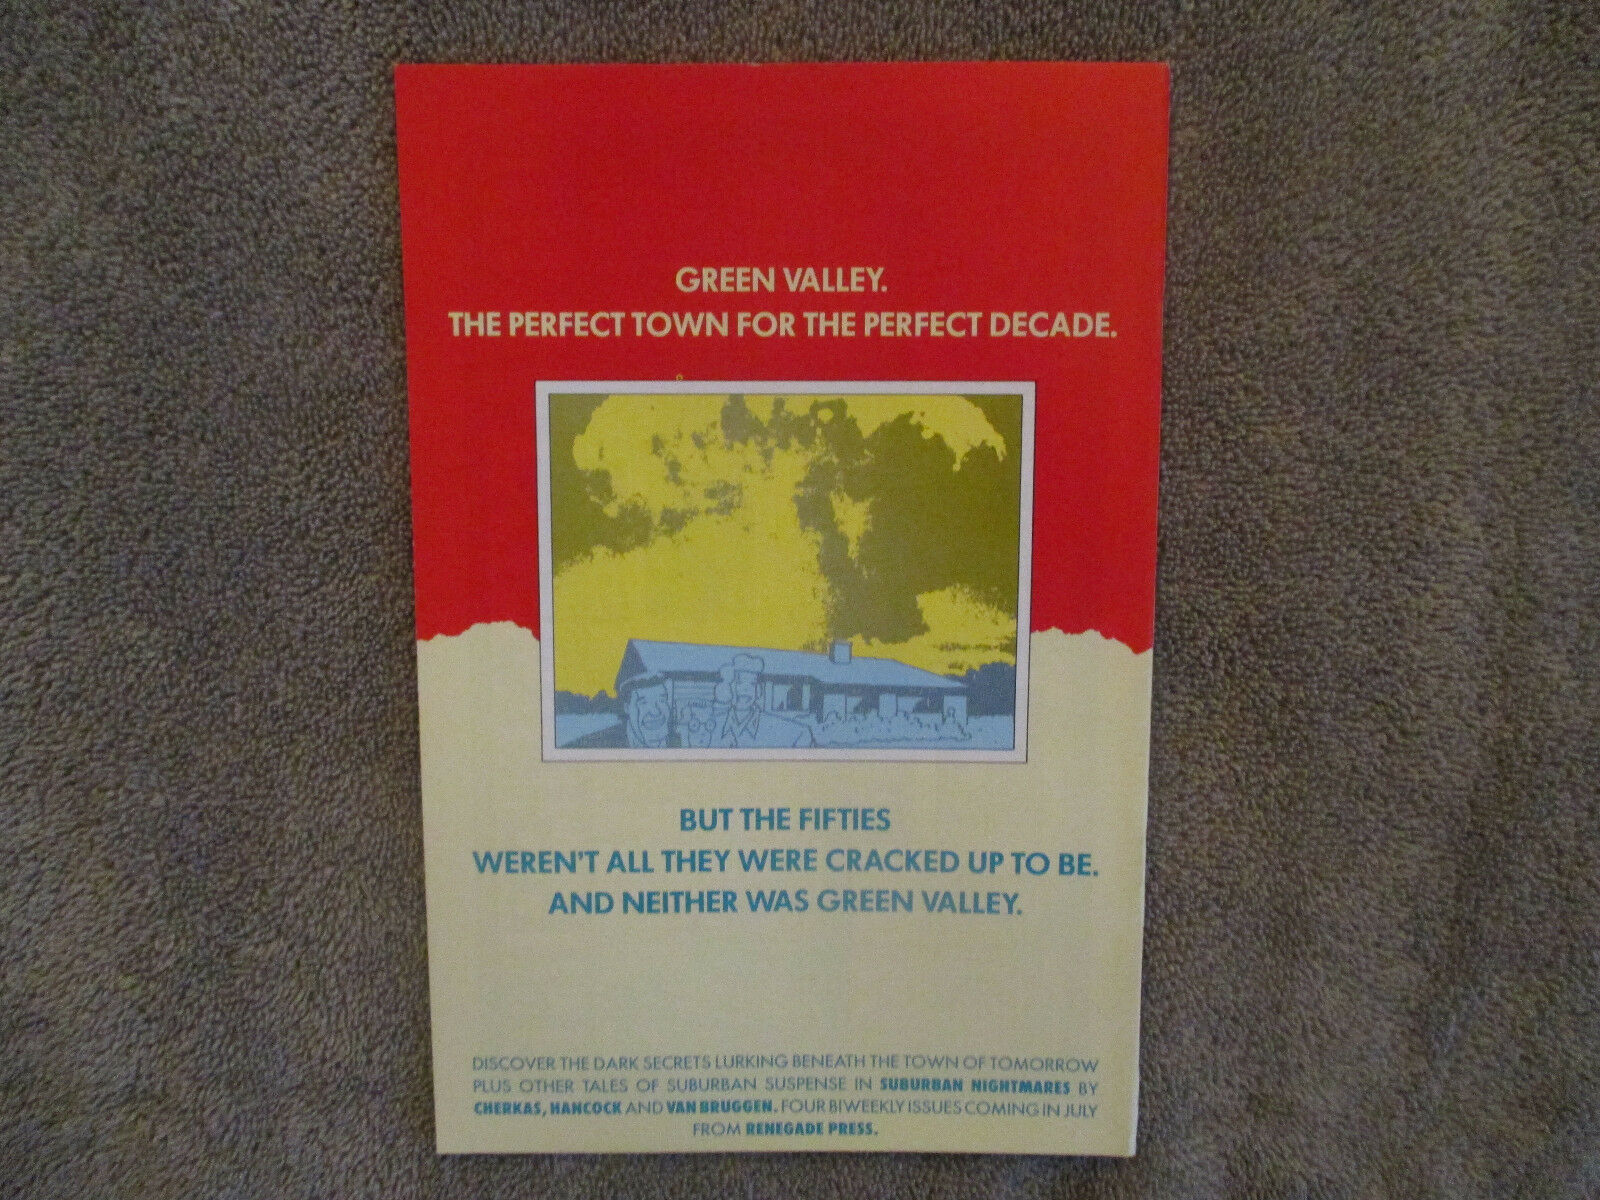 GREEN VALLEY.
THE PERFECT TOWN FOR THE PERFECT DECADE.
BUT THE FIFTIES
WEREN'T ALL THEY WERE CRACKED UP TO BE.
AND NEITHER WAS GREEN VALLEY.
DISCOVER THE DARK SECRETS LURKING BENEATH THE TOWN OF TOMORROW
PLUS OTHER TALES OF SUBURBAN SUSPENSE IN SUBURBAN NIGHTMARES BY
CHERKAS, HANCOCK AND VAN BRUGGEN. FOUR BIWEEKLY ISSUES COMING IN JULY
FROM RENEGADE PRESS.